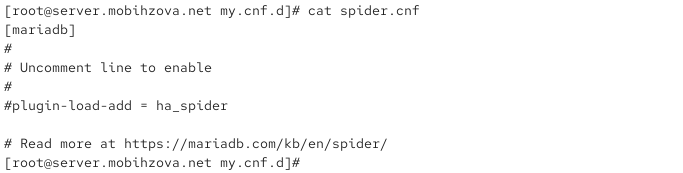 [root@server.mobihzova.net my.cnf.d]# cat spider.cnf
[mariadb]
#
# Uncomment line to enable
#
#plugin-load-add = ha_spider

# Read more at https://mariadb.com/kb/en/spider/
[root@server.mobihzova.net my.cnf.d]#